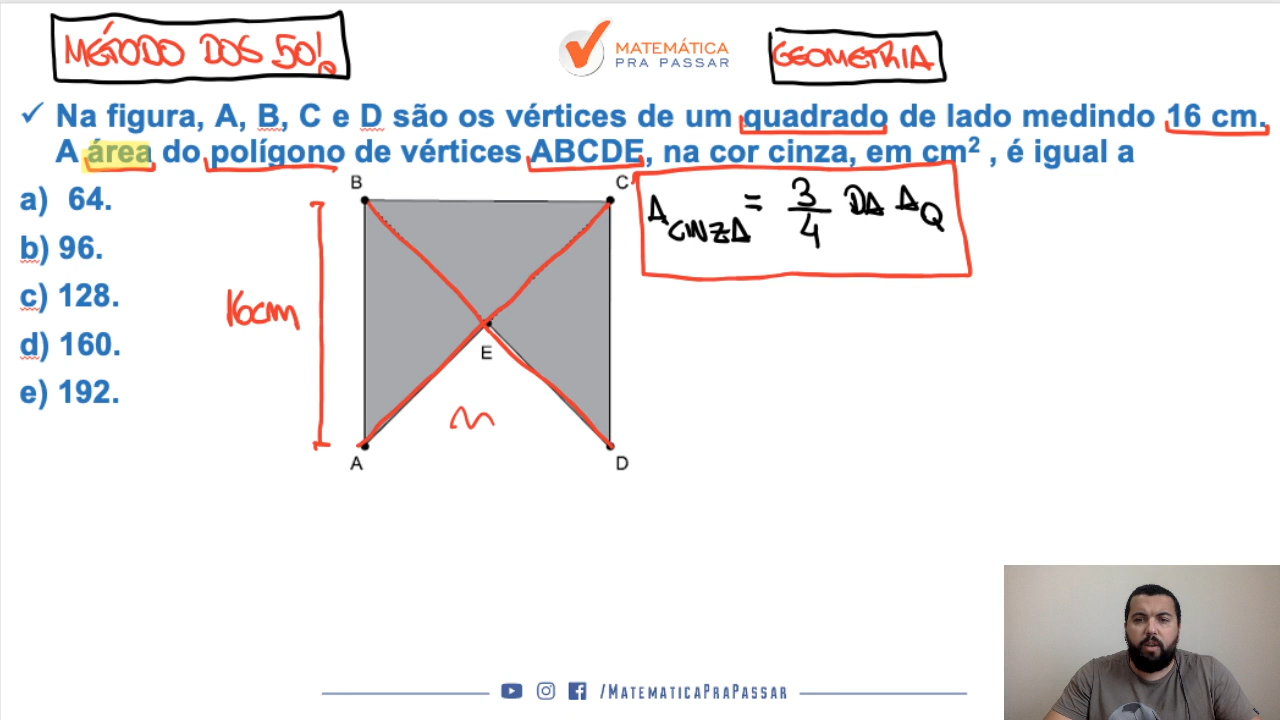 MÉTODO DOS 50!
MATEMÁTICA
PRA PASSAR
GEOMETRIA
✓ Na figura, A, B, C e D são os vértices de um quadrado de lado medindo 16 cm.
A área do polígono de vértices ABCDE, na cor cinza, em cm², é igual a
a) 64.
b) 96.
c) 128.
d) 160.
e) 192.
B
C
A CINZA = 3/4 DA A Q
16cm
E
A
D
/MATEMATICAPRAPASSAR